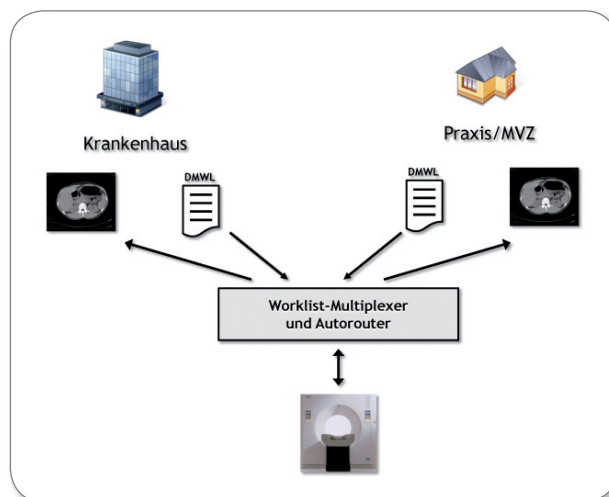 Krankenhaus
Praxis/MVZ
DMWL
DMWL
Worklist-Multiplexer
und Autorouter